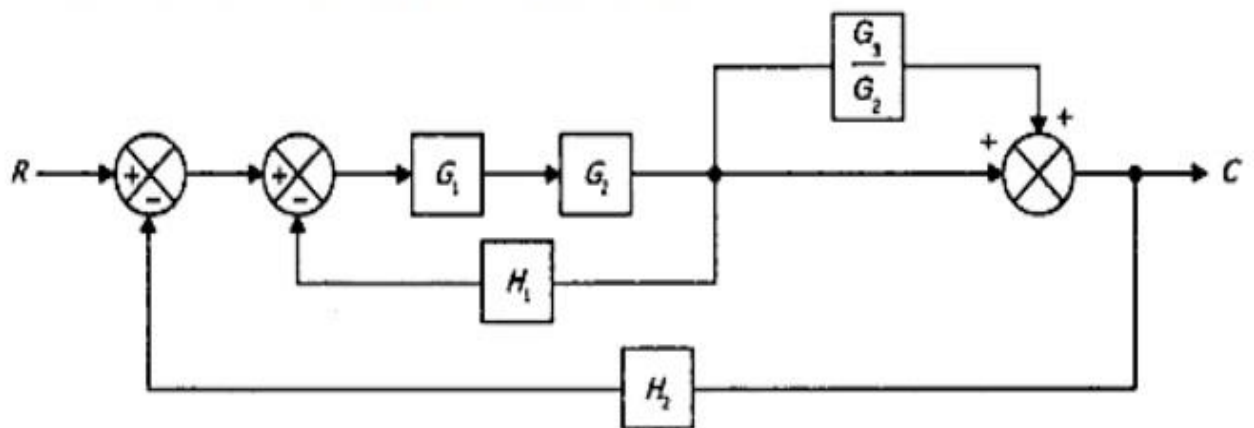 G₃
G₂
+
+
R
+
-
+
-
G₁
G₂
C
H₁
H₂